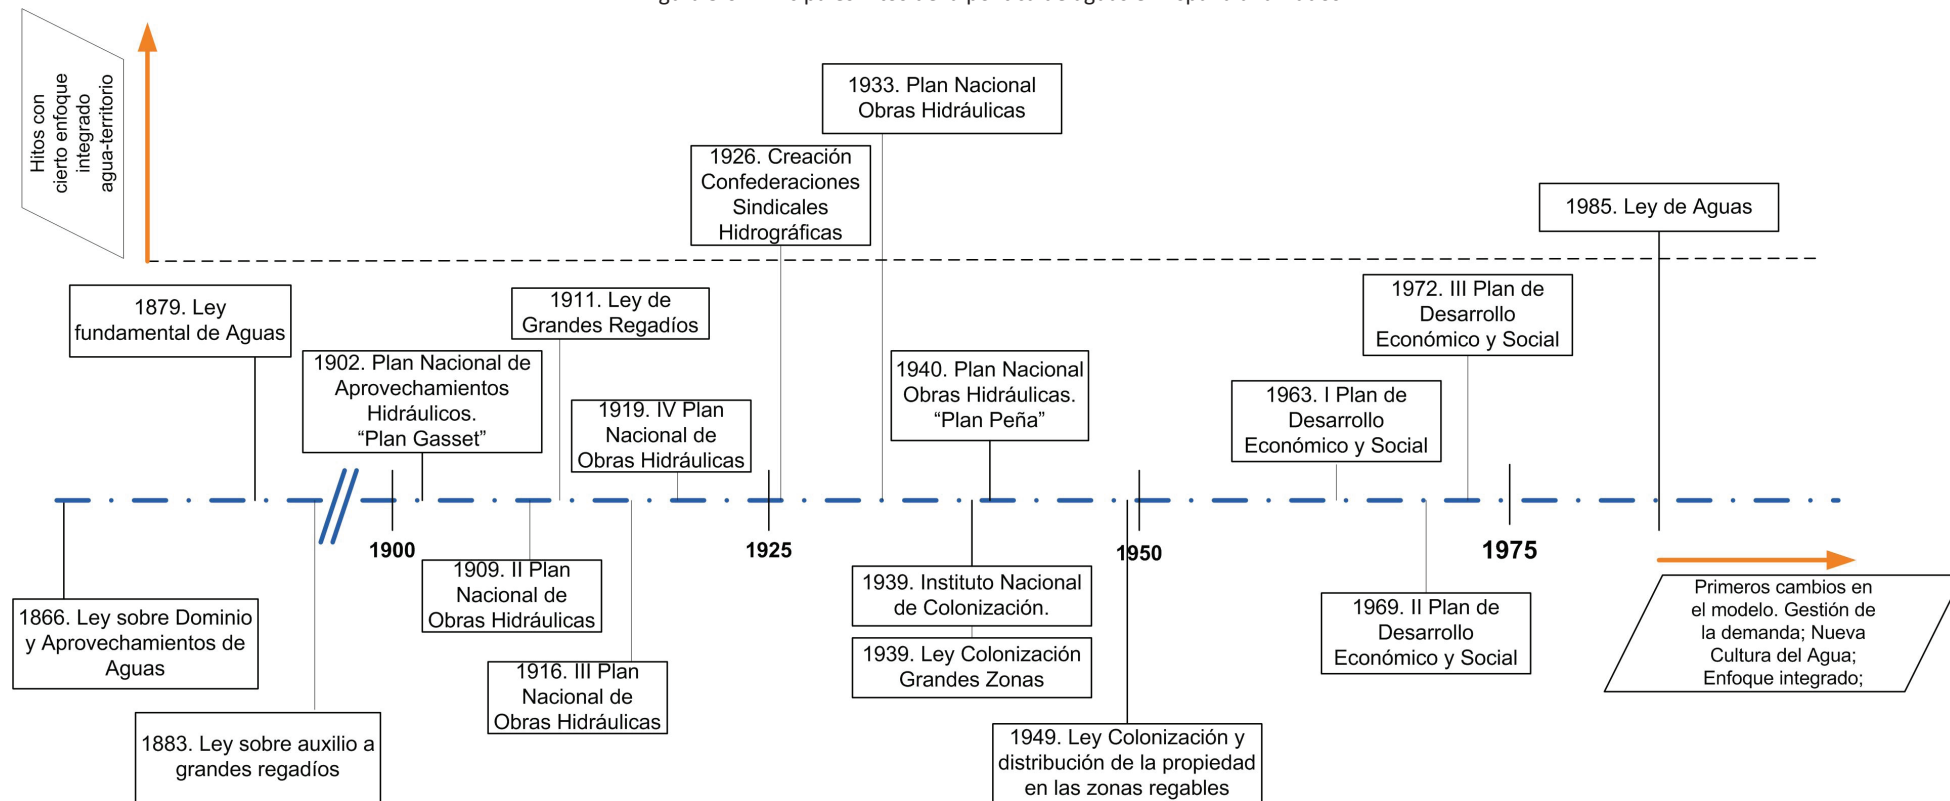 Hitos con
cierto enfoque
integrado
agua-territorio
1933. Plan Nacional
Obras Hidráulicas
1926. Creación
Confederaciones
Sindicales
Hidrográficas
1985. Ley de Aguas
1879. Ley
fundamental de Aguas
1911. Ley de
Grandes Regadíos
1972. III Plan de
Desarrollo
Económico y Social
1902. Plan Nacional de
Aprovechamientos
Hidráulicos.
“Plan Gasset”
1940. Plan Nacional
Obras Hidráulicas.
“Plan Peña”
1963. I Plan de
Desarrollo
Económico y Social
1919. IV Plan
Nacional de
Obras Hidráulicas
1900
1925
1950
1975
1909. II Plan
Nacional de
Obras Hidráulicas
1939. Instituto Nacional
de Colonización.
1866. Ley sobre Dominio
y Aprovechamientos de
Aguas
1969. II Plan de
Desarrollo
Económico y Social
Primeros cambios en
el modelo. Gestión de
la demanda; Nueva
Cultura del Agua;
Enfoque integrado;
1939. Ley Colonización
Grandes Zonas
1916. III Plan
Nacional de
Obras Hidráulicas
1883. Ley sobre auxilio a
grandes regadíos
1949. Ley Colonización y
distribución de la propiedad
en las zonas regables